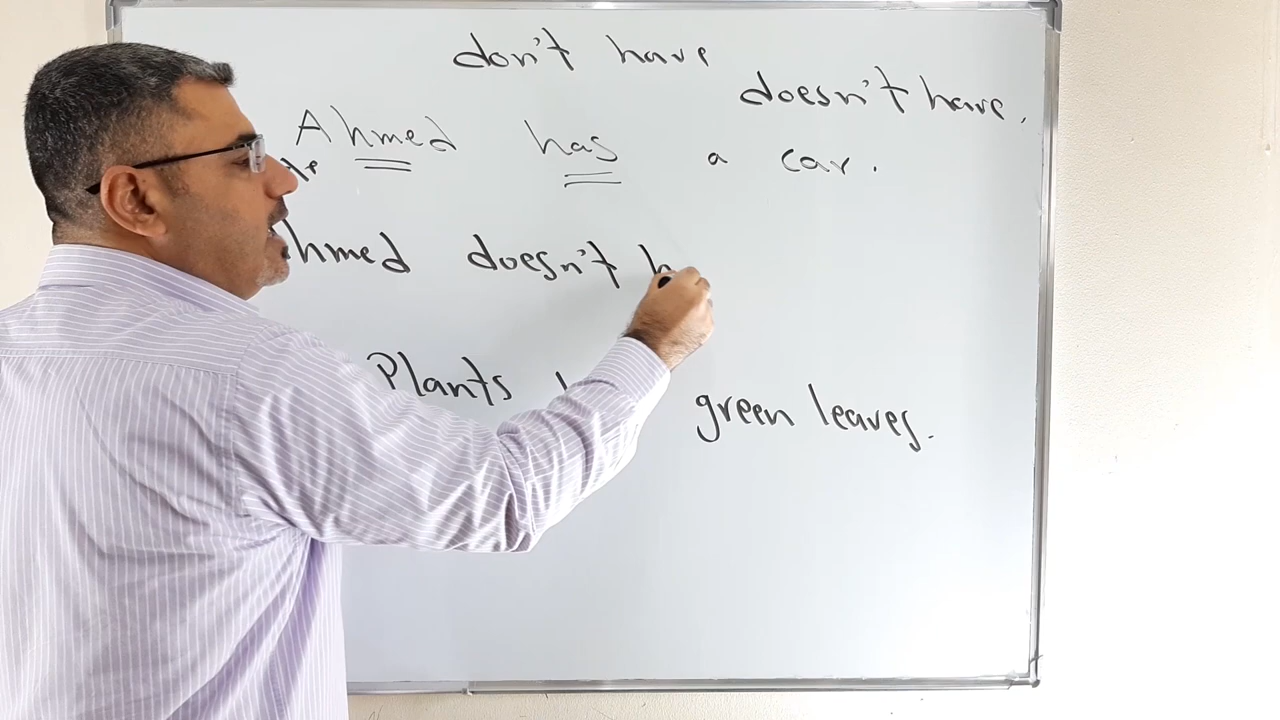 don't have
doesn't have.
Ahmed has a car.
hmed doesn't h
Plants green leaves.